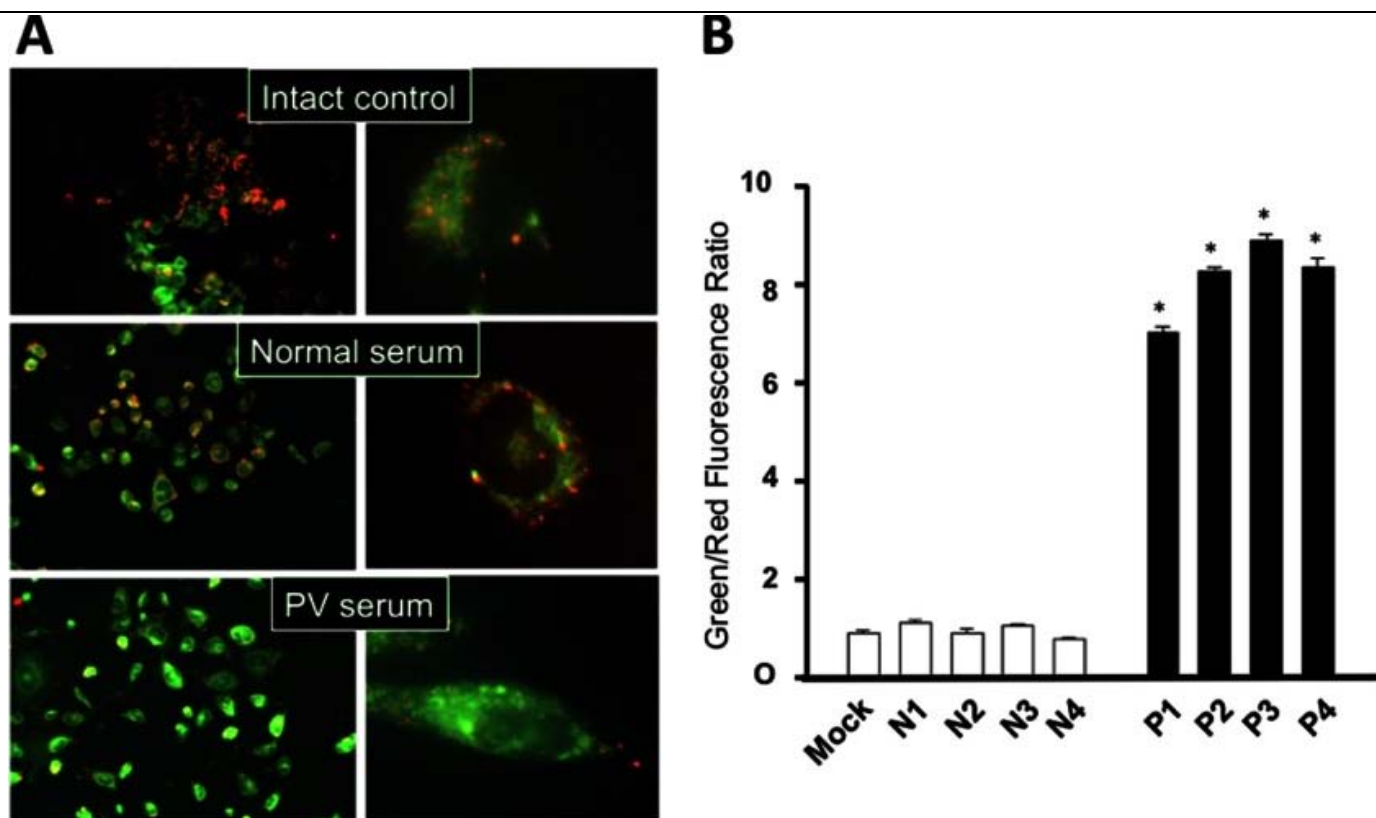 A
Intact control
Normal serum
PV serum
B
Green/Red Fluorescence Ratio
10
8
6
4
2
O
Mock
N1
N2
N3
N4
P1
P2
P3
P4
*
*
*
*